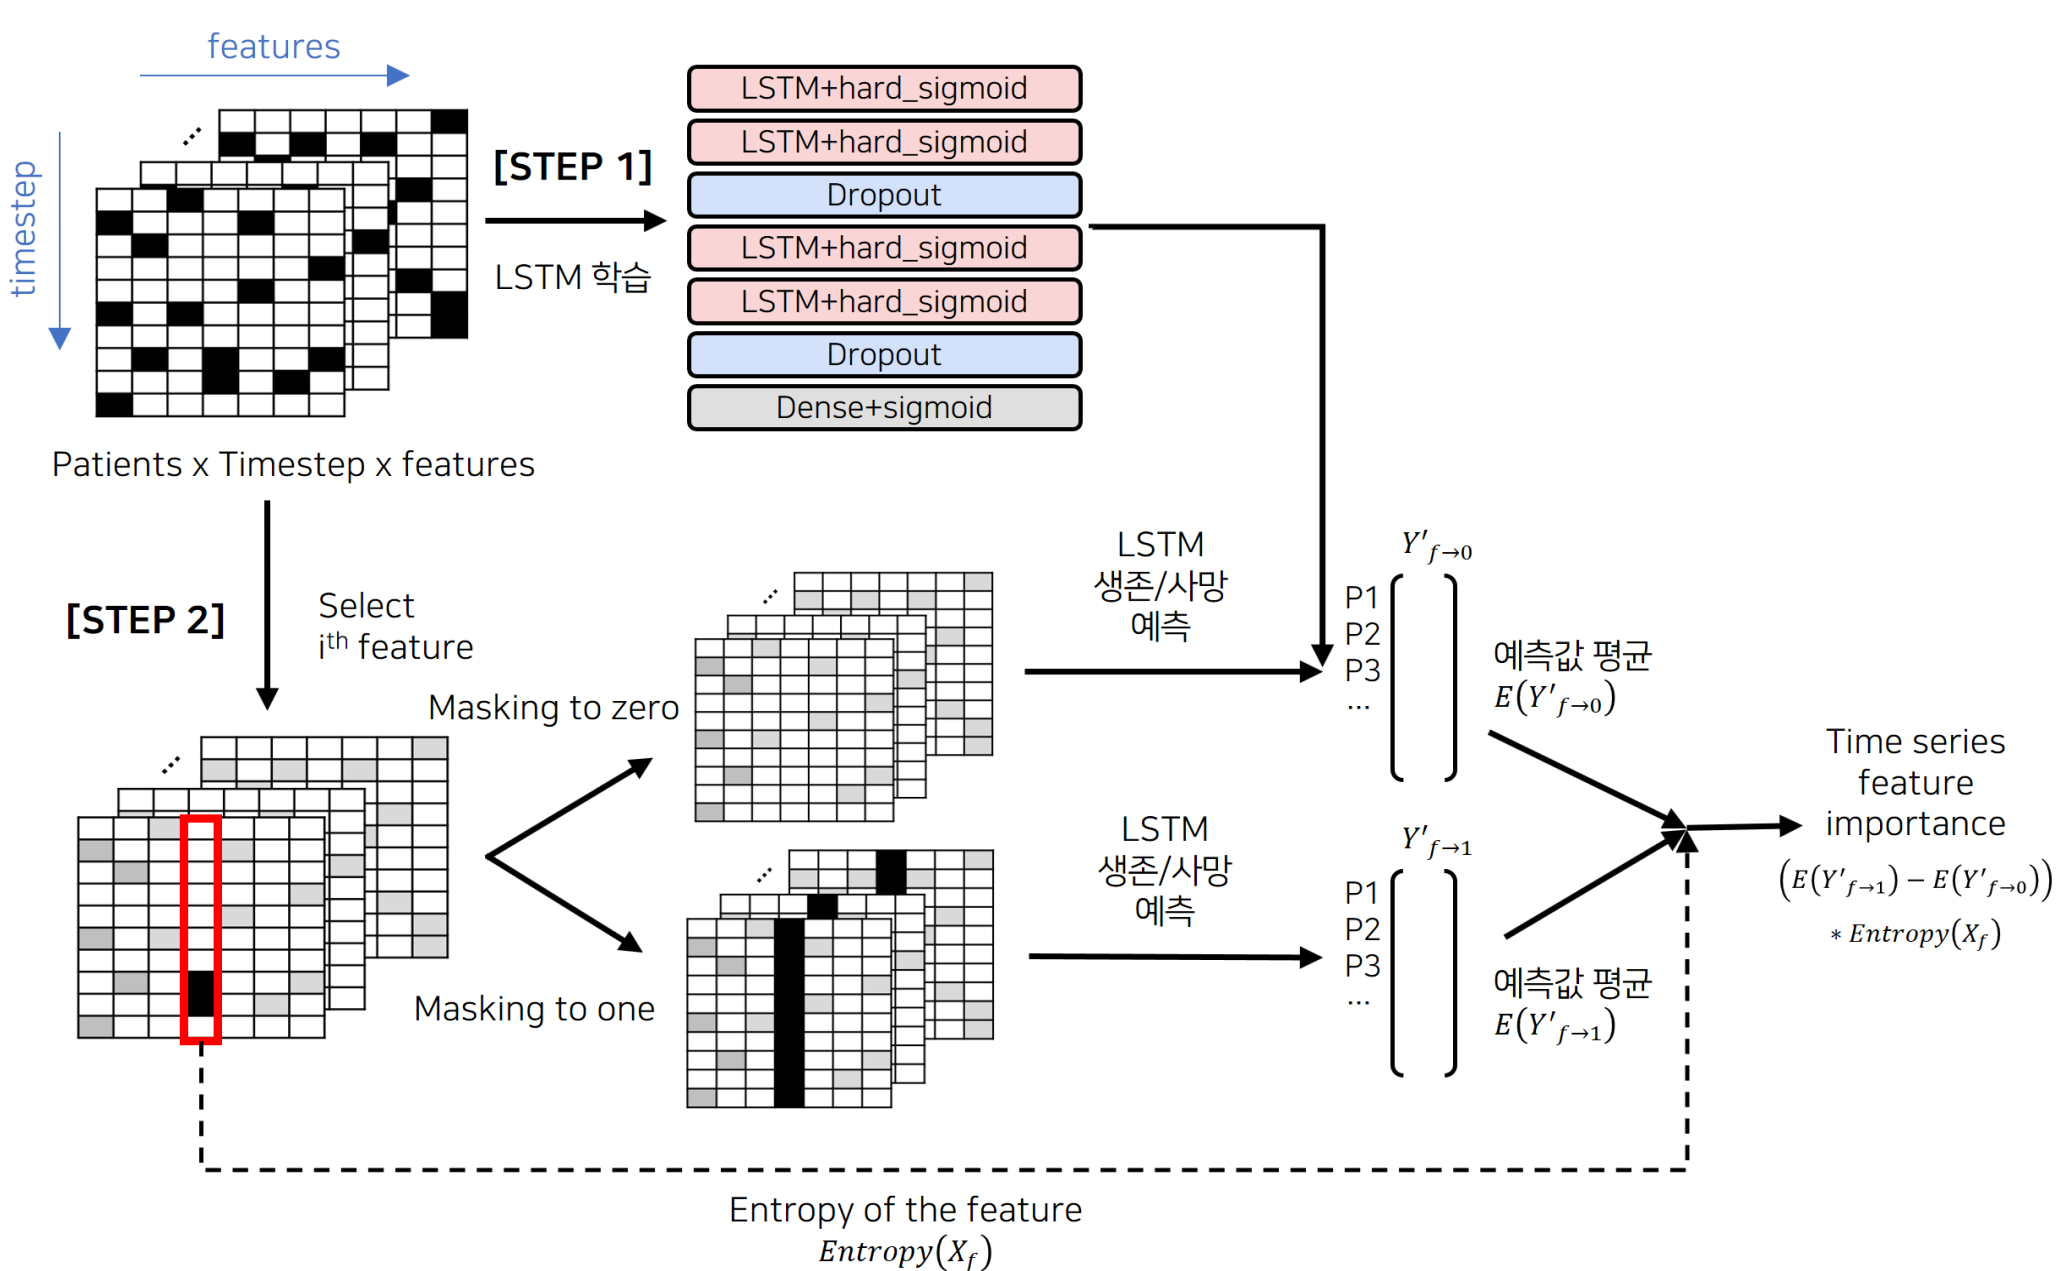 features
timestep
[STEP 1]
LSTM 학습
LSTM+hard_sigmoid
LSTM+hard_sigmoid
Dropout
LSTM+hard_sigmoid
LSTM+hard_sigmoid
Dropout
Dense+sigmoid
Patients x Timestep x features
[STEP 2]
Select
iᵗʰ feature
Masking to zero
Masking to one
LSTM
생존/사망
예측
Y′f→0
P1
P2
P3
...
예측값 평균
E(Y′f→0)
LSTM
생존/사망
예측
Y′f→1
P1
P2
P3
...
예측값 평균
E(Y′f→1)
Time series
feature
importance
(E(Y′f→1) − E(Y′f→0))
* Entropy(Xf)
Entropy of the feature
Entropy(Xf)